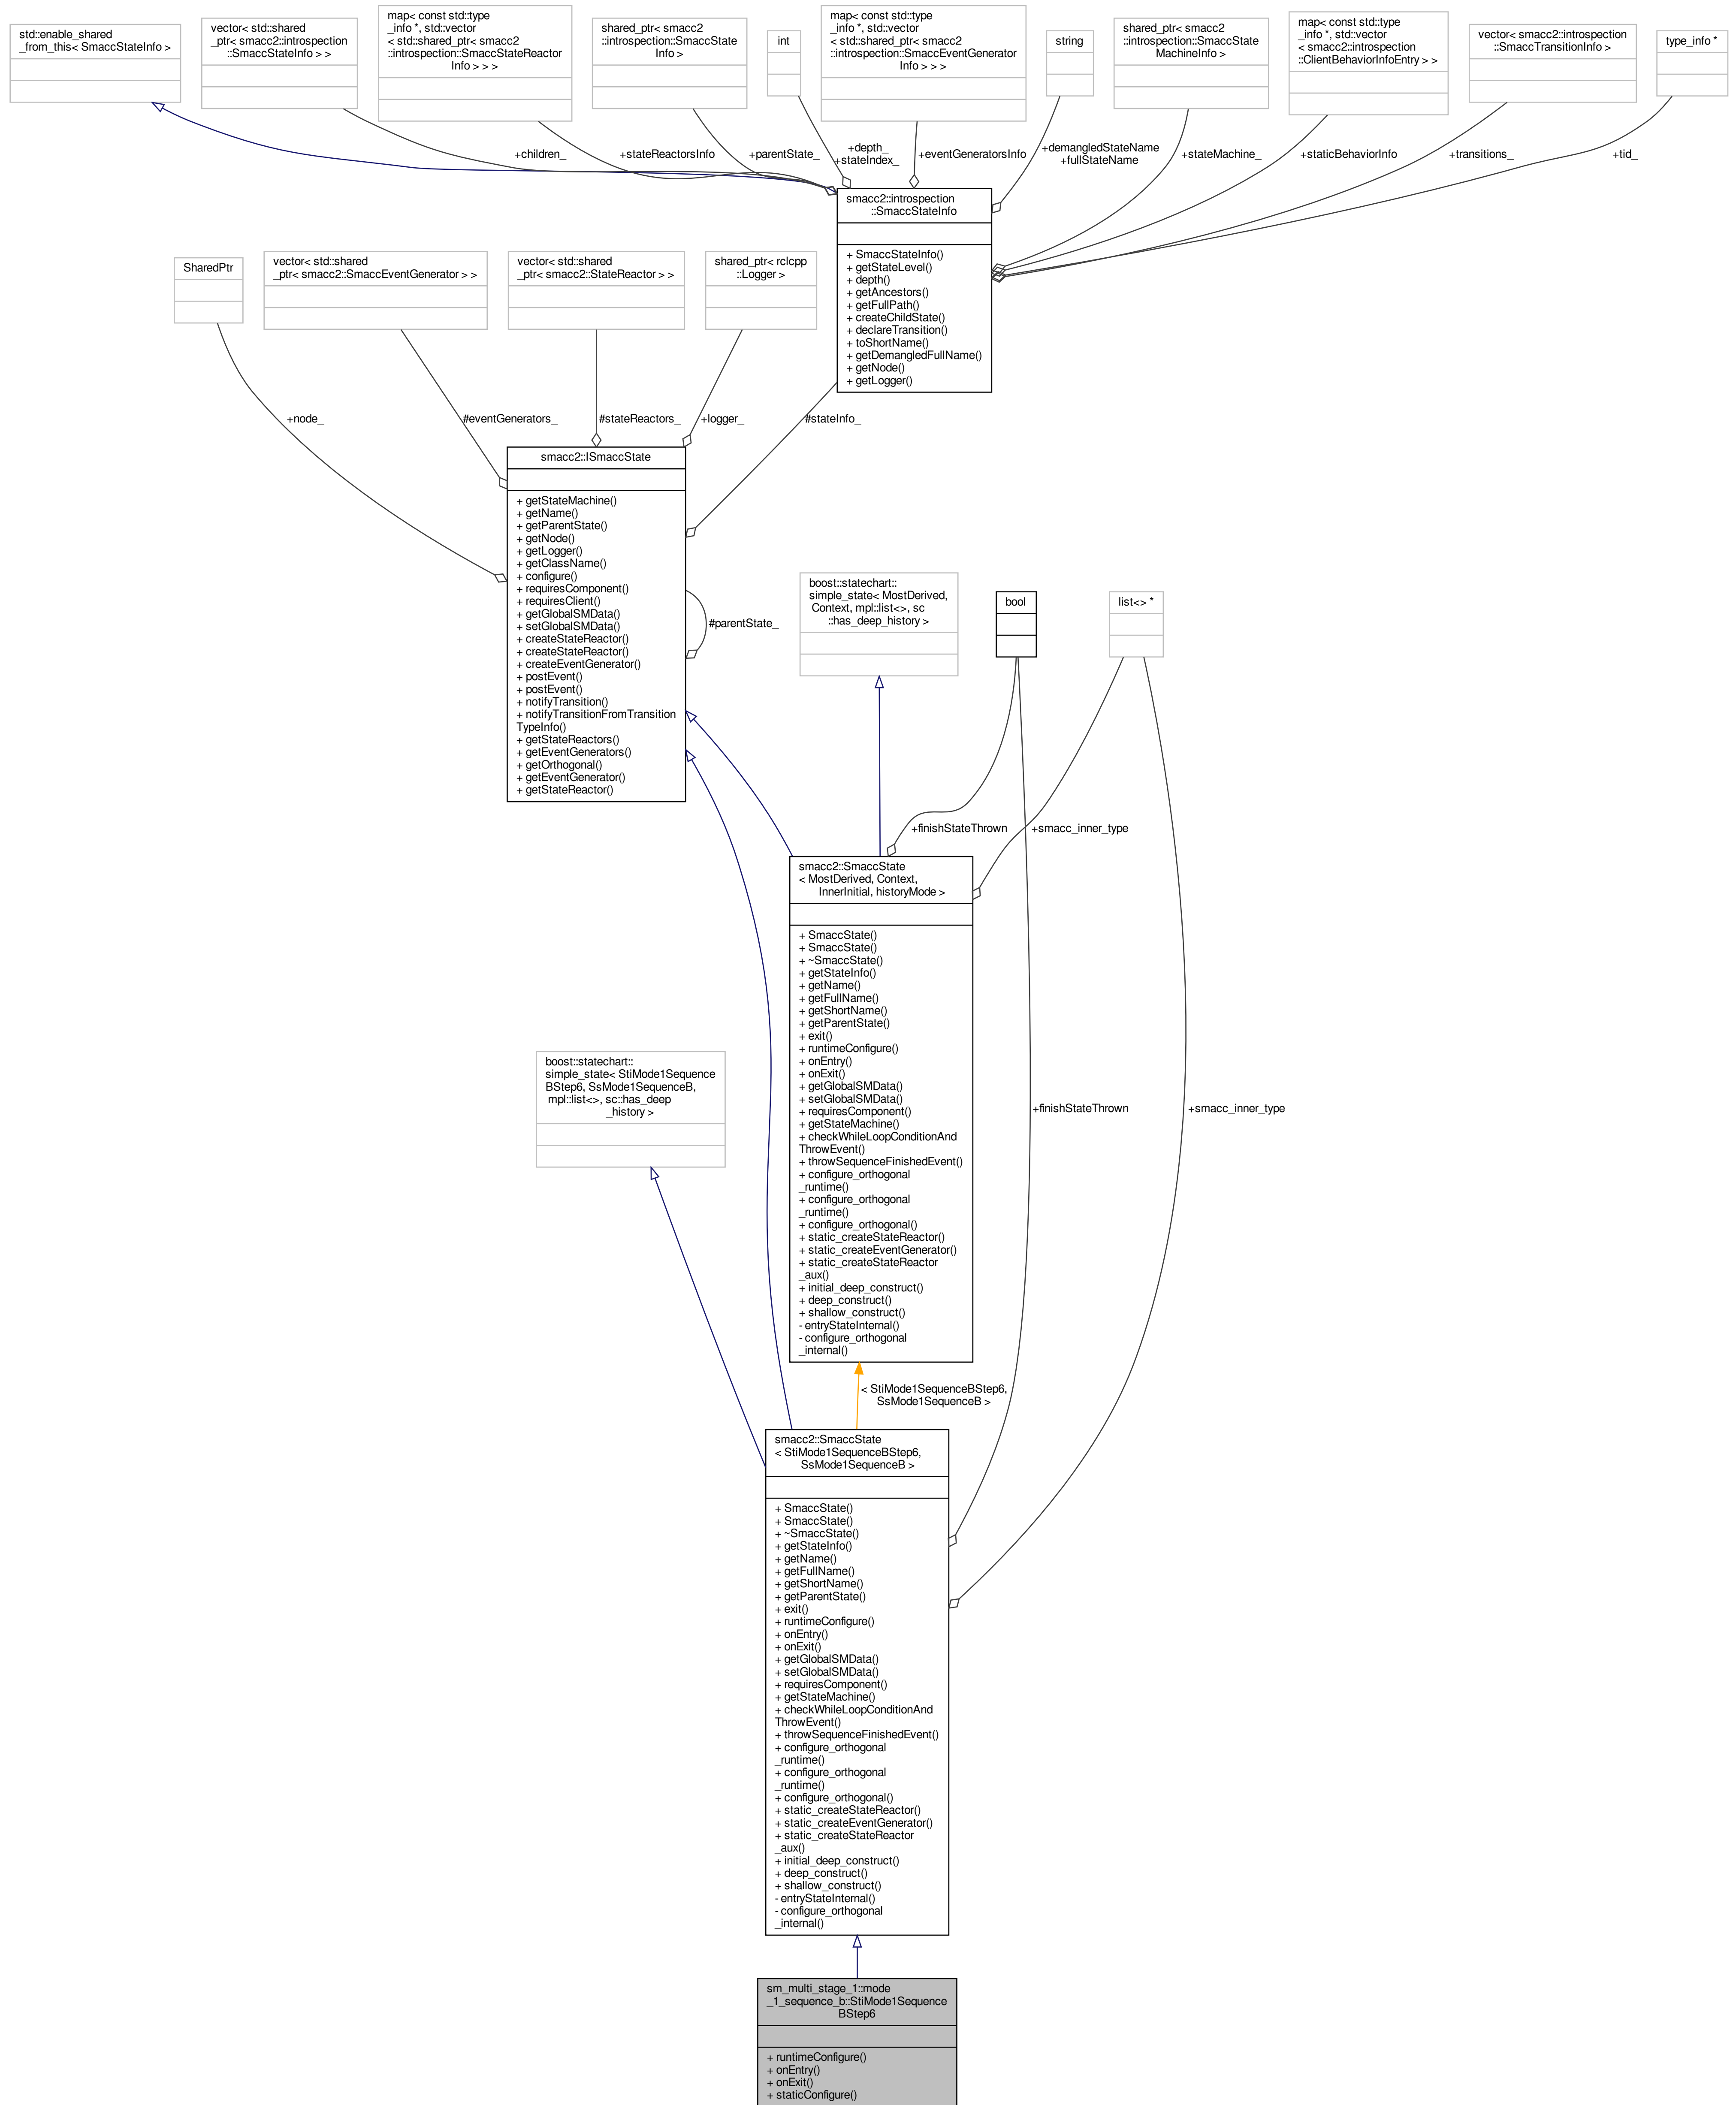 std::enable_shared
_from_this< SmaccStateInfo >
vector< std::shared
_ptr< smacc2::introspection
::SmaccStateInfo > >
map< const std::type
_info *, std::vector
< std::shared_ptr< smacc2
::introspection::SmaccStateReactor
Info > > >
shared_ptr< smacc2
::introspection::SmaccState
Info >
int
map< const std::type
_info *, std::vector
< std::shared_ptr< smacc2
::introspection::SmaccEventGenerator
Info > > >
string
shared_ptr< smacc2
::introspection::SmaccState
MachineInfo >
map< const std::type
_info *, std::vector
< smacc2::introspection
::ClientBehaviorInfoEntry > >
vector< smacc2::introspection
::SmaccTransitionInfo >
type_info *
+children_
+stateReactorsInfo
+parentState_
+depth_
+stateIndex_
+eventGeneratorsInfo
+demangledStateName
+fullStateName
+stateMachine_
+staticBehaviorInfo
+transitions_
+tid_
smacc2::introspection
::SmaccStateInfo
+ SmaccStateInfo()
+ getStateLevel()
+ depth()
+ getAncestors()
+ getFullPath()
+ createChildState()
+ declareTransition()
+ toShortName()
+ getDemangledFullName()
+ getNode()
+ getLogger()
SharedPtr
vector< std::shared
_ptr< smacc2::SmaccEventGenerator > >
vector< std::shared
_ptr< smacc2::StateReactor > >
shared_ptr< rclcpp
::Logger >
+node_
#eventGenerators_
#stateReactors_
+logger_
#stateInfo_
smacc2::ISmaccState
+ getStateMachine()
+ getName()
+ getParentState()
+ getNode()
+ getLogger()
+ getClassName()
+ configure()
+ requiresComponent()
+ requiresClient()
+ getGlobalSMData()
+ setGlobalSMData()
+ createStateReactor()
+ createStateReactor()
+ createEventGenerator()
+ postEvent()
+ postEvent()
+ notifyTransition()
+ notifyTransitionFromTransition
TypeInfo()
+ getStateReactors()
+ getEventGenerators()
+ getOrthogonal()
+ getEventGenerator()
+ getStateReactor()
#parentState_
boost::statechart::
simple_state< MostDerived,
Context, mpl::list<>, sc
::has_deep_history >
bool
list<> *
+finishStateThrown
+smacc_inner_type
smacc2::SmaccState
< MostDerived, Context,
InnerInitial, historyMode >
+ SmaccState()
+ SmaccState()
+ ~SmaccState()
+ getStateInfo()
+ getName()
+ getFullName()
+ getShortName()
+ getParentState()
+ exit()
+ runtimeConfigure()
+ onEntry()
+ onExit()
+ getGlobalSMData()
+ setGlobalSMData()
+ requiresComponent()
+ getStateMachine()
+ checkWhileLoopConditionAnd
ThrowEvent()
+ throwSequenceFinishedEvent()
+ configure_orthogonal
_runtime()
+ configure_orthogonal
_runtime()
+ configure_orthogonal()
+ static_createStateReactor()
+ static_createEventGenerator()
+ static_createStateReactor
_aux()
+ initial_deep_construct()
+ deep_construct()
+ shallow_construct()
- entryStateInternal()
- configure_orthogonal
_internal()
boost::statechart::
simple_state< StiMode1Sequence
BStep6, SsMode1SequenceB,
mpl::list<>, sc::has_deep
_history >
+finishStateThrown
+smacc_inner_type
< StiMode1SequenceBStep6,
SsMode1SequenceB >
smacc2::SmaccState
< StiMode1SequenceBStep6,
SsMode1SequenceB >
+ SmaccState()
+ SmaccState()
+ ~SmaccState()
+ getStateInfo()
+ getName()
+ getFullName()
+ getShortName()
+ getParentState()
+ exit()
+ runtimeConfigure()
+ onEntry()
+ onExit()
+ getGlobalSMData()
+ setGlobalSMData()
+ requiresComponent()
+ getStateMachine()
+ checkWhileLoopConditionAnd
ThrowEvent()
+ throwSequenceFinishedEvent()
+ configure_orthogonal
_runtime()
+ configure_orthogonal
_runtime()
+ configure_orthogonal()
+ static_createStateReactor()
+ static_createEventGenerator()
+ static_createStateReactor
_aux()
+ initial_deep_construct()
+ deep_construct()
+ shallow_construct()
- entryStateInternal()
- configure_orthogonal
_internal()
sm_multi_stage_1::mode
_1_sequence_b::StiMode1Sequence
BStep6
+ runtimeConfigure()
+ onEntry()
+ onExit()
+ staticConfigure()